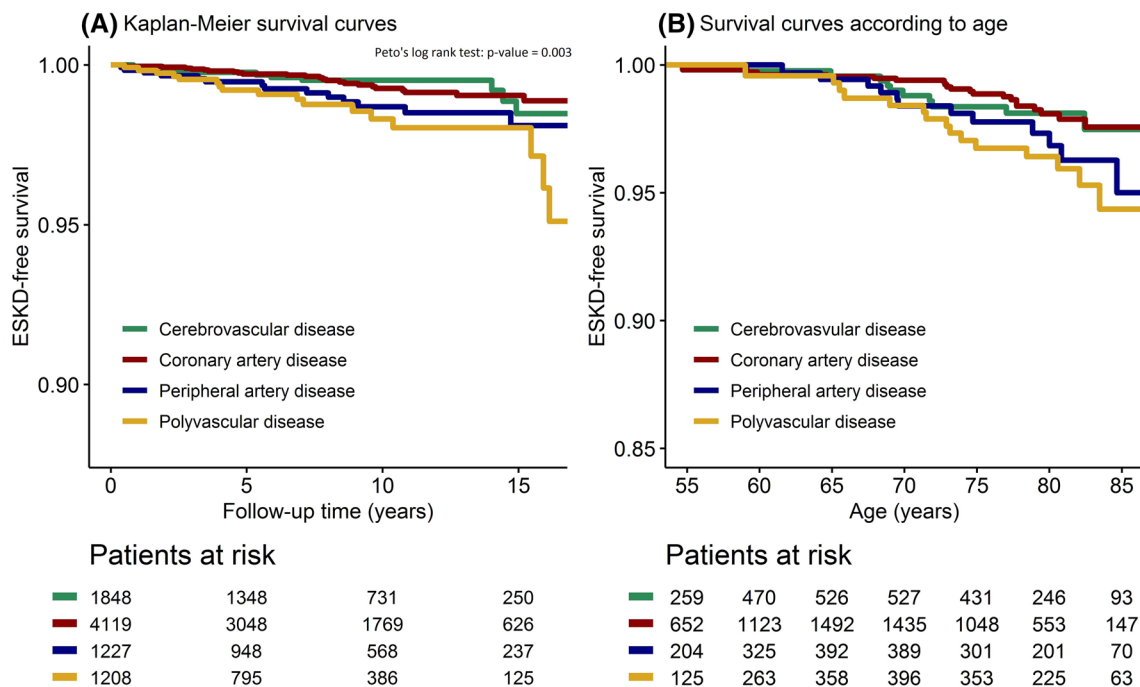 (A) Kaplan-Meier survival curves
Peto's log rank test: p-value = 0.003
ESKD-free survival
1.00
0.95
0.90
Cerebrovascular disease
Coronary artery disease
Peripheral artery disease
Polyvascular disease
0 5 10 15
Follow-up time (years)
Patients at risk
1848 1348 731 250
4119 3048 1769 626
1227 948 568 237
1208 795 386 125
(B) Survival curves according to age
ESKD-free survival
1.00
0.95
0.90
0.85
Cerebrovasvular disease
Coronary artery disease
Peripheral artery disease
Polyvascular disease
55 60 65 70 75 80 85
Age (years)
Patients at risk
259 470 526 527 431 246 93
652 1123 1492 1435 1048 553 147
204 325 392 389 301 201 70
125 263 358 396 353 225 63